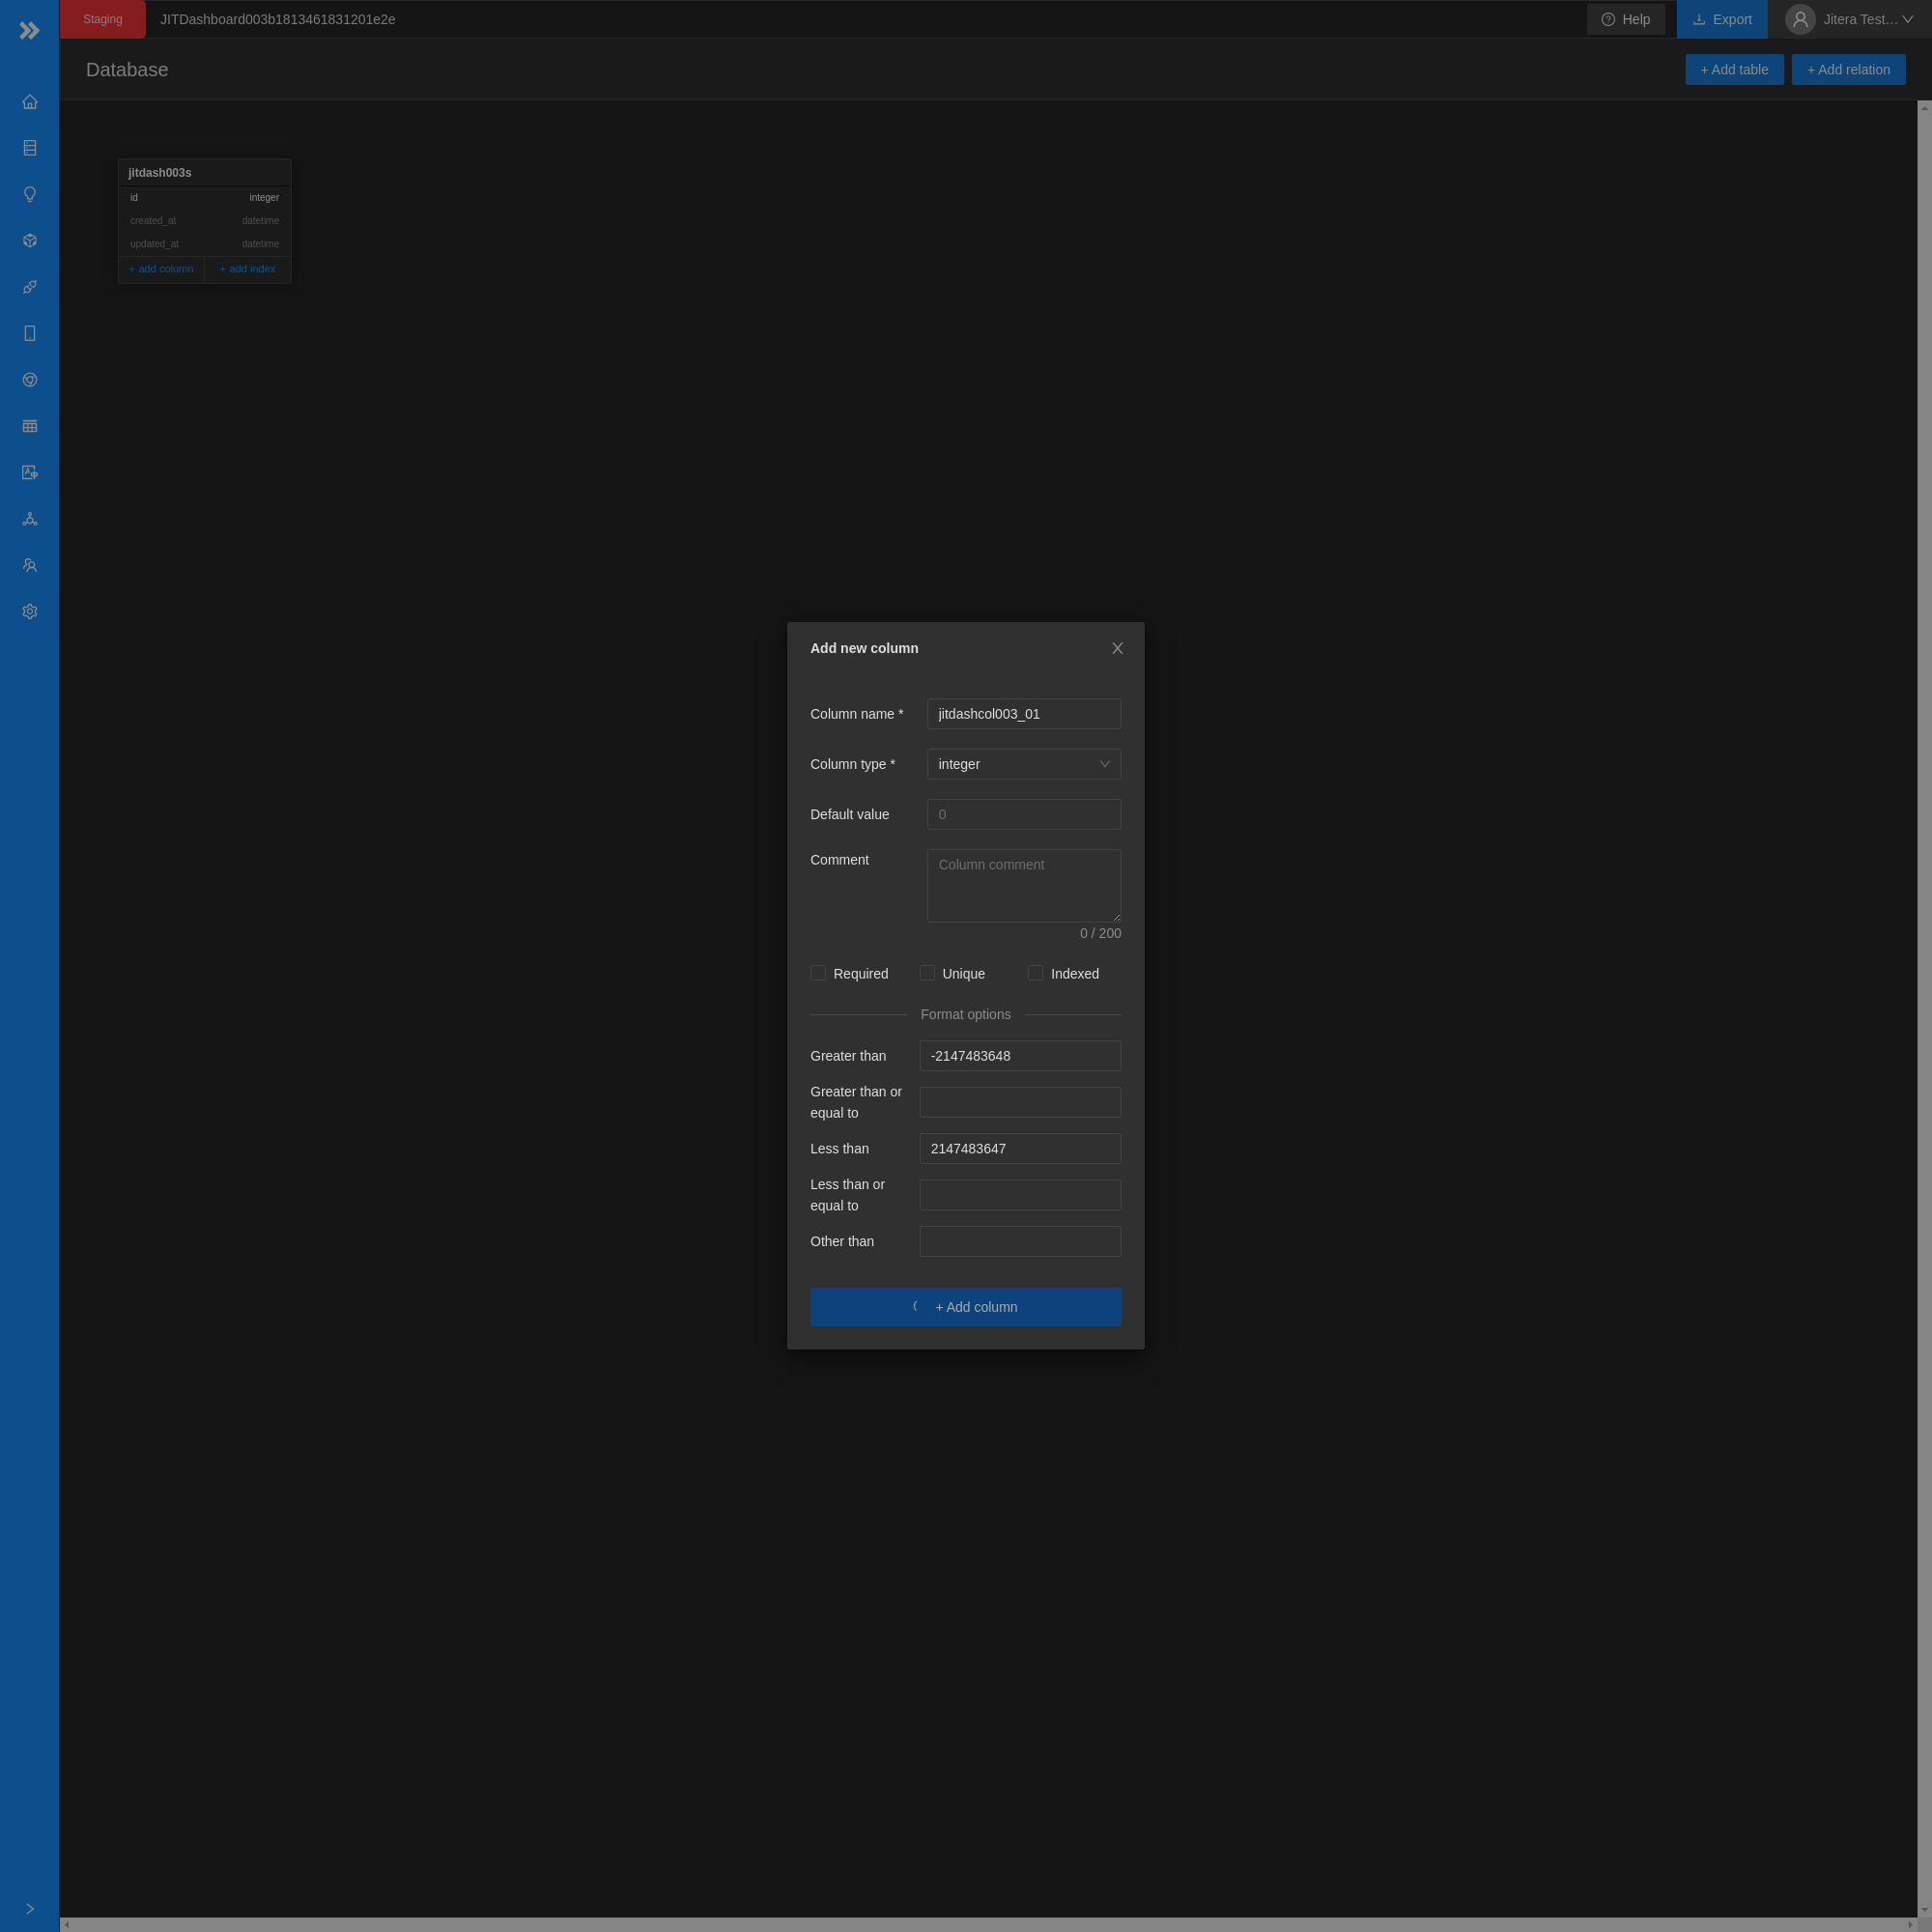 Staging
JITDashboard003b1813461831201e2e
Help
Export
Jitera Test…
Database
+ Add table
+ Add relation
jitdash003s
id integer
created_at datetime
updated_at datetime
+ add column
+ add index
Add new column
Column name *
jitdashcol003_01
Column type *
integer
Default value
0
Comment
Column comment
0 / 200
Required
Unique
Indexed
Format options
Greater than
-2147483648
Greater than or
equal to
Less than
2147483647
Less than or
equal to
Other than
+ Add column